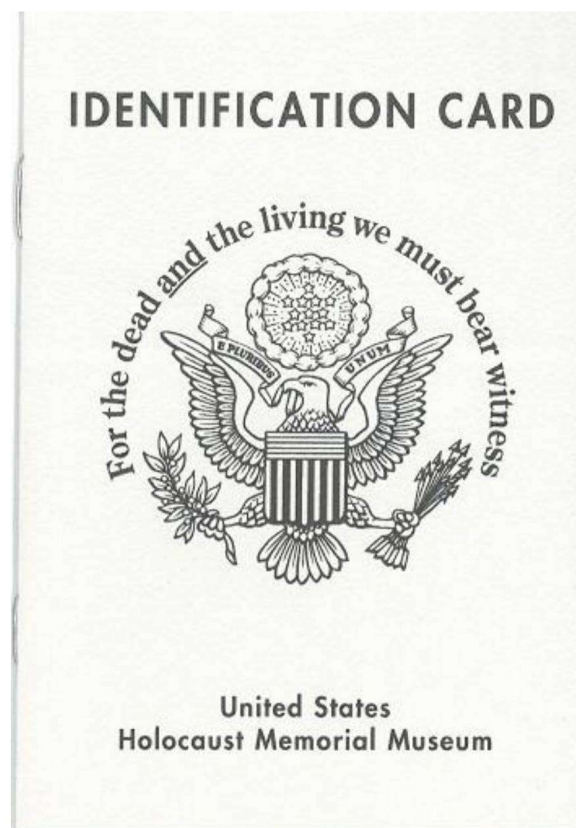 IDENTIFICATION CARD
For the dead and the living we must bear witness
E PLURIBUS UNUM
United States
Holocaust Memorial Museum